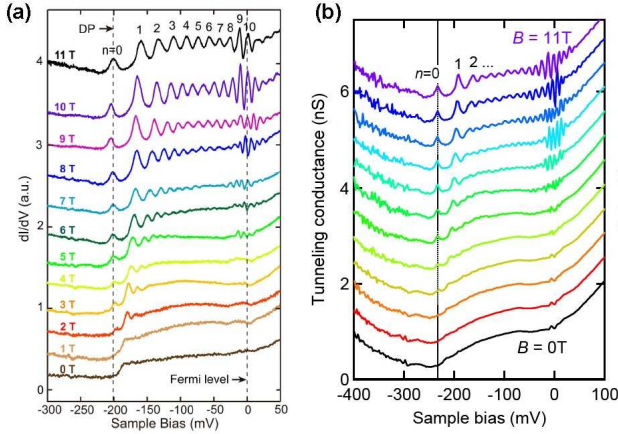 (a)
DP
n=0
1 2 3 4 5 6 7 8 9 10
11 T
10 T
9 T
8 T
7 T
6 T
5 T
4 T
3 T
2 T
1 T
0 T
Fermi level
dI/dV (a.u.)
4
3
2
1
0
-300 -250 -200 -150 -100 -50 0 50
Sample Bias (mV)
(b)
B = 11T
n=0
1 2 ...
B = 0T
Tunneling conductance (nS)
6
4
2
0
-400 -300 -200 -100 0 100
Sample bias (mV)